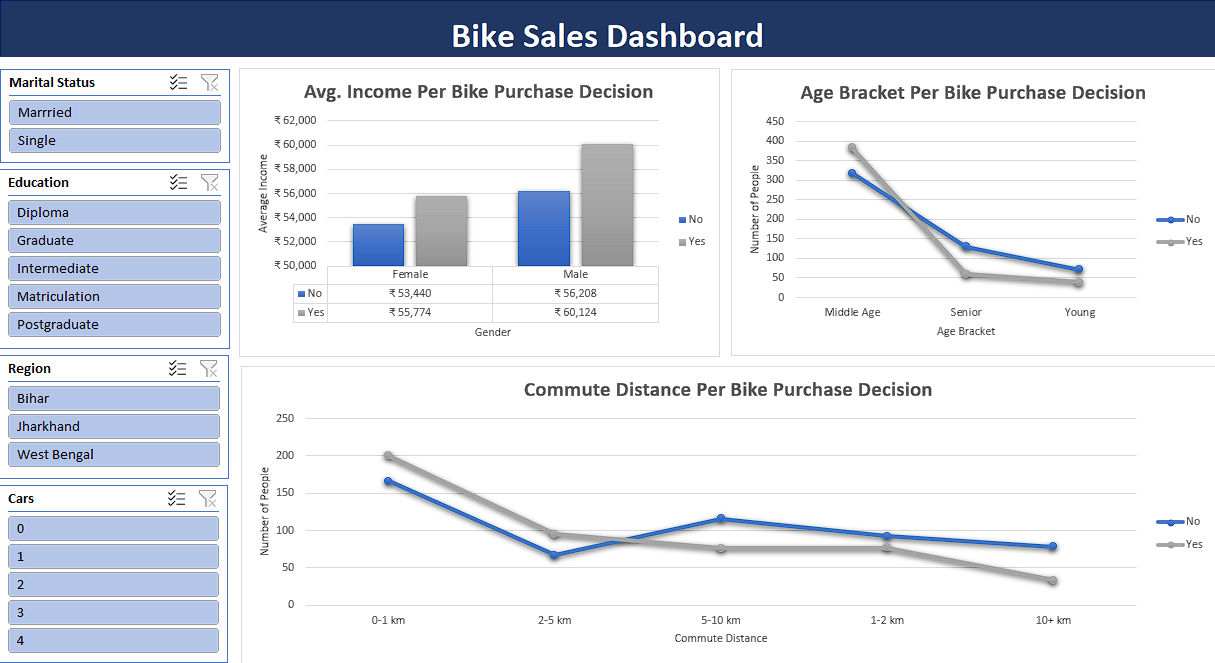 Bike Sales Dashboard
Marital Status
Marrried
Single
Education
Diploma
Graduate
Intermediate
Matriculation
Postgraduate
Region
Bihar
Jharkhand
West Bengal
Cars
0
1
2
3
4
Avg. Income Per Bike Purchase Decision
₹ 62,000
₹ 60,000
₹ 58,000
₹ 56,000
₹ 54,000
₹ 52,000
₹ 50,000
Average Income
Female Male
No ₹ 53,440 ₹ 56,208
Yes ₹ 55,774 ₹ 60,124
Gender
No
Yes
Age Bracket Per Bike Purchase Decision
450
400
350
300
250
200
150
100
50
0
Number of People
Middle Age Senior Young
Age Bracket
No
Yes
Commute Distance Per Bike Purchase Decision
250
200
150
100
50
0
Number of People
0-1 km 2-5 km 5-10 km 1-2 km 10+ km
Commute Distance
No
Yes